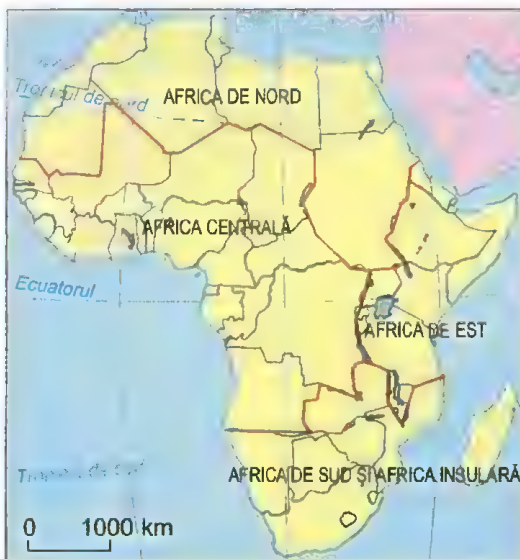 AFRICA DE NORD
AFRICA CENTRALĂ
Ecuatorul
AFRICA DE EST
AFRICA DE SUD ȘI AFRICA INSULARĂ
0 1000 km